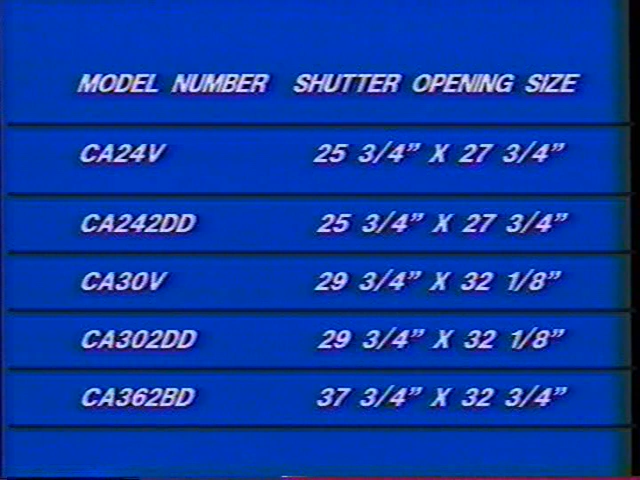 MODEL NUMBER SHUTTER OPENING SIZE
CA24V 25 3/4” X 27 3/4”
CA242DD 25 3/4” X 27 3/4”
CA30V 29 3/4” X 32 1/8”
CA302DD 29 3/4” X 32 1/8”
CA362BD 37 3/4” X 32 3/4”